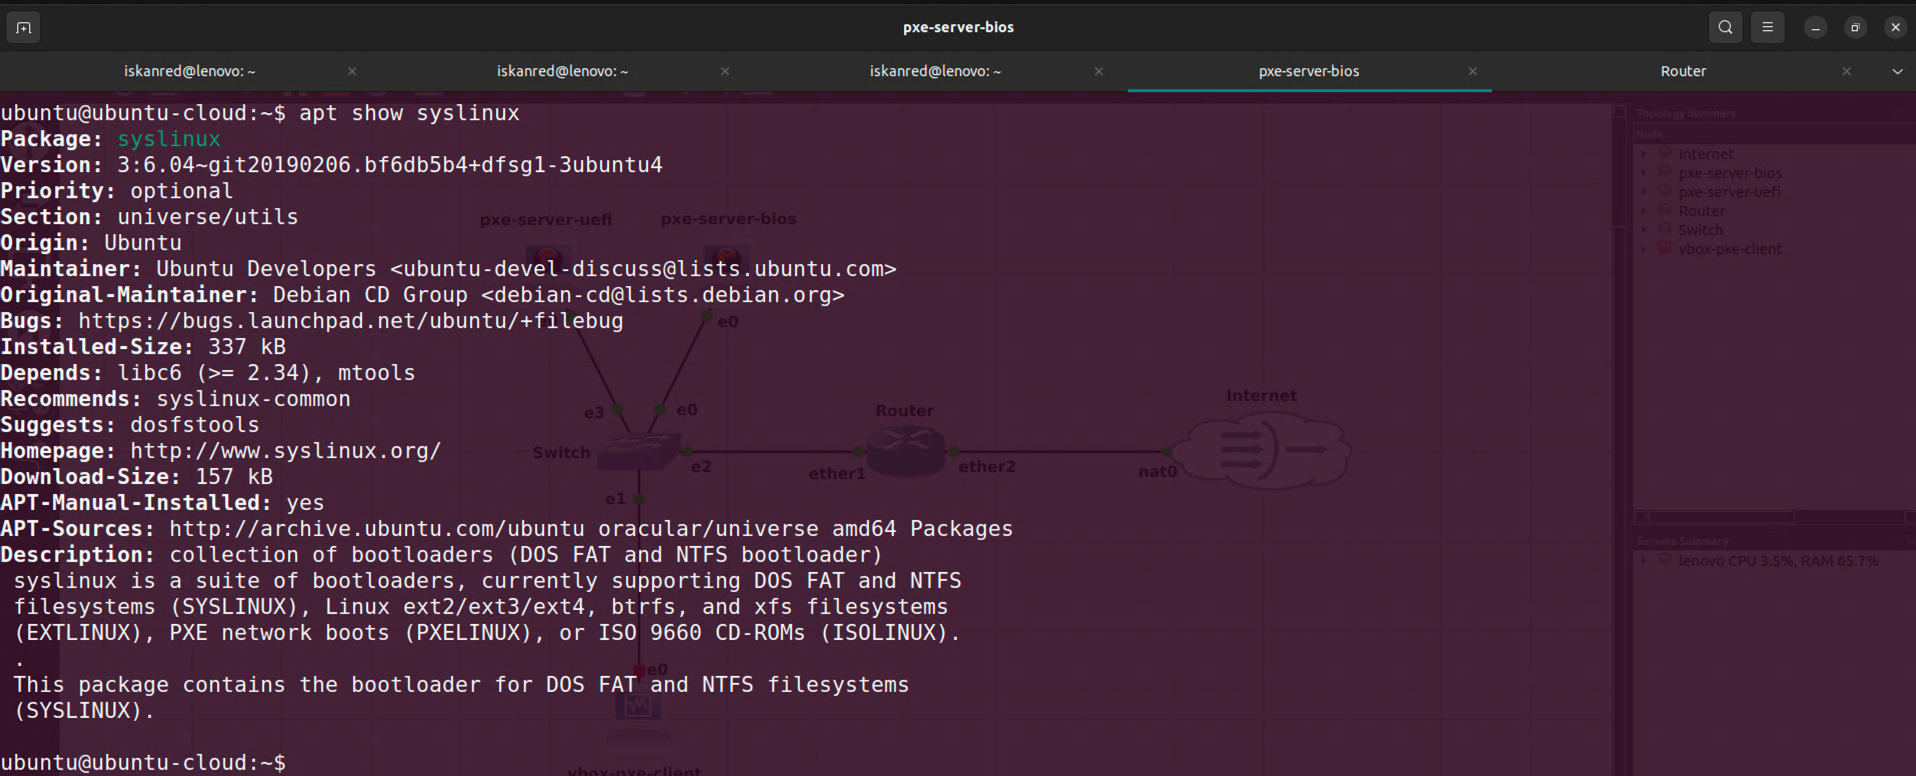 pxe-server-bios
iskanred@lenovo: ~
iskanred@lenovo: ~
iskanred@lenovo: ~
pxe-server-bios
Router
ubuntu@ubuntu-cloud:~$ apt show syslinux
Package: syslinux
Version: 3:6.04~git20190206.bf6db5b4+dfsg1-3ubuntu4
Priority: optional
Section: universe/utils
Origin: Ubuntu
Maintainer: Ubuntu Developers <ubuntu-devel-discuss@lists.ubuntu.com>
Original-Maintainer: Debian CD Group <debian-cd@lists.debian.org>
Bugs: https://bugs.launchpad.net/ubuntu/+filebug
Installed-Size: 337 kB
Depends: libc6 (>= 2.34), mtools
Recommends: syslinux-common
Suggests: dosfstools
Homepage: http://www.syslinux.org/
Download-Size: 157 kB
APT-Manual-Installed: yes
APT-Sources: http://archive.ubuntu.com/ubuntu oracular/universe amd64 Packages
Description: collection of bootloaders (DOS FAT and NTFS bootloader)
 syslinux is a suite of bootloaders, currently supporting DOS FAT and NTFS
 filesystems (SYSLINUX), Linux ext2/ext3/ext4, btrfs, and xfs filesystems
 (EXTLINUX), PXE network boots (PXELINUX), or ISO 9660 CD-ROMs (ISOLINUX).
 .
 This package contains the bootloader for DOS FAT and NTFS filesystems
 (SYSLINUX).
ubuntu@ubuntu-cloud:~$
pxe-server-uefi
pxe-server-bios
e0
e3
e0
Switch
e2
e1
ether1
Router
ether2
nat0
Internet
e0
vbox-pxe-client
Topology Summary
Node
Internet
pxe-server-bios
pxe-server-uefi
Router
Switch
vbox-pxe-client
Servers Summary
lenovo CPU 3.5%, RAM 65.7%